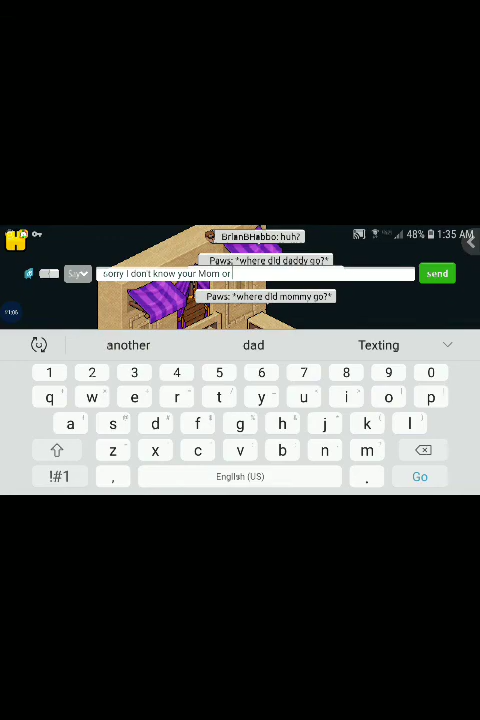 BrianBHabbo: huh?
48% 1:35 AM
Paws: *where did daddy go?*
Say sorry I don't know your Mom or send
Paws: *where did mommy go?*
11:06
another dad Texting
1 2 3 4 5 6 7 8 9 0
q w e r t y u i o p
a s d f g h j k l
z x c v b n m
!#1 , English (US) . Go